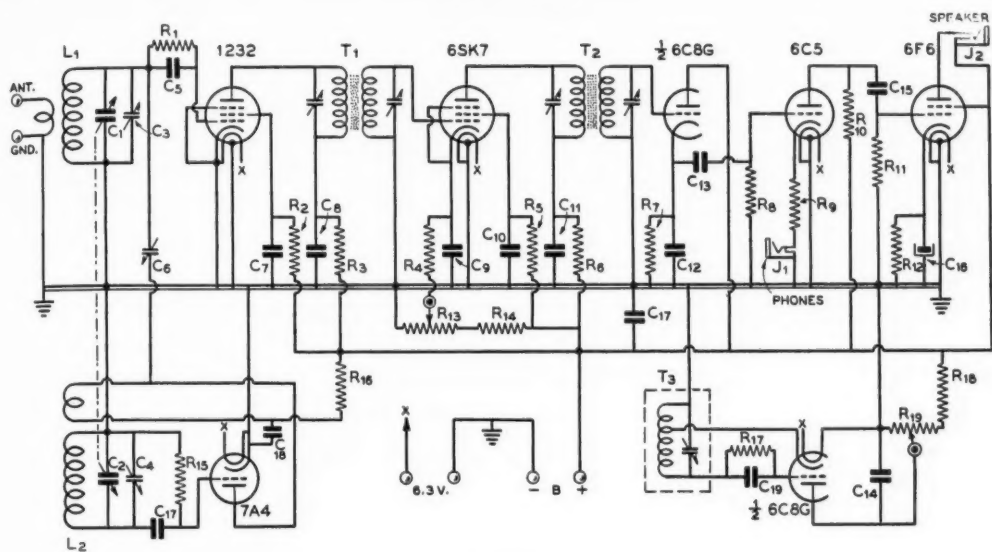 SPEAKER
L1
R1
1232
T1
6SK7
T2
½ 6C8G
6C5
6F6
J2
ANT.
GND.
C1
C3
C5
C15
R10
R11
C13
R2
C8
R5
C11
R7
R8
R9
C6
C7
R3
R4
C9
C10
R6
C12
J1
R12
C16
PHONES
R13
R14
C17
R16
T3
R18
R19
X
X
X
X
X
C2
C4
R15
X
C18
X
R17
6.3 V.
- B +
C19
C14
C17
7A4
½ 6C8G
L2